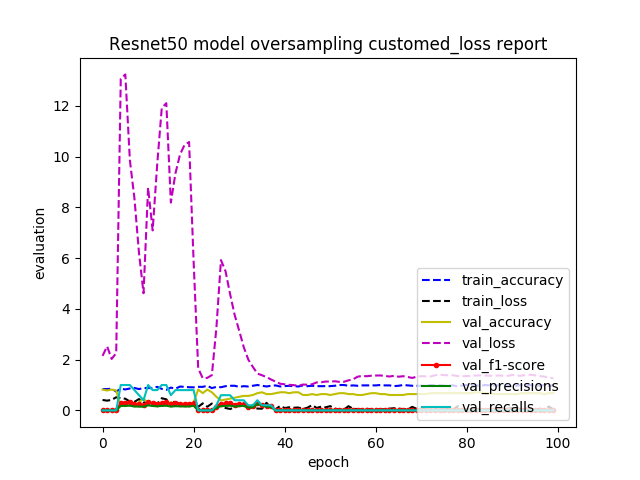 Resnet50 model oversampling customed_loss report
evaluation
12
10
8
6
4
2
0
0 20 40 60 80 100
epoch
train_accuracy
train_loss
val_accuracy
val_loss
val_f1-score
val_precisions
val_recalls